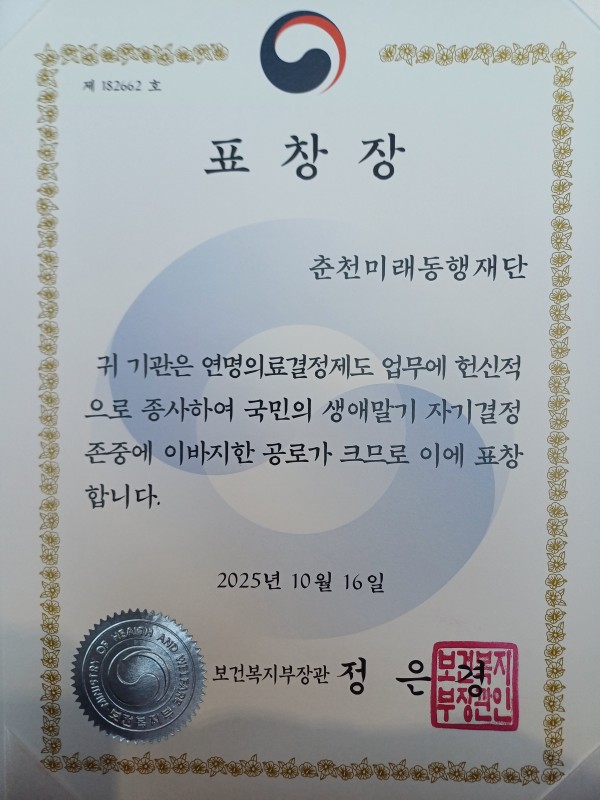 제 182662 호
표 창 장
춘천미래동행재단
귀 기관은 연명의료결정제도 업무에 헌신적
으로 종사하여 국민의 생애말기 자기결정
존중에 이바지한 공로가 크므로 이에 표창
합니다.
2025년 10월 16일
보건복지부장관 정 은 경
보건복지
부장관인
MINISTRY OF HEALTH AND WELFARE